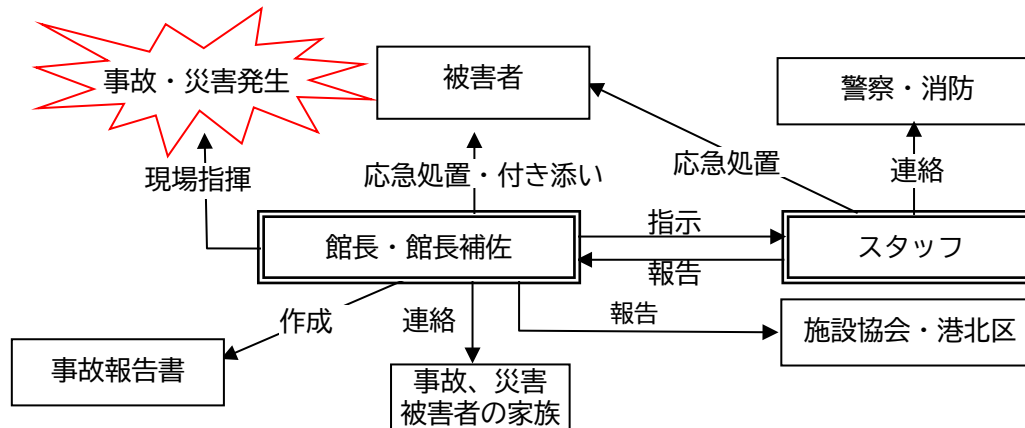 事故・災害発生
被害者
警察・消防
現場指揮
応急処置・付き添い
応急処置
連絡
館長・館長補佐
指示
報告
スタッフ
作成
連絡
報告
施設協会・港北区
事故報告書
事故、災害
被害者の家族